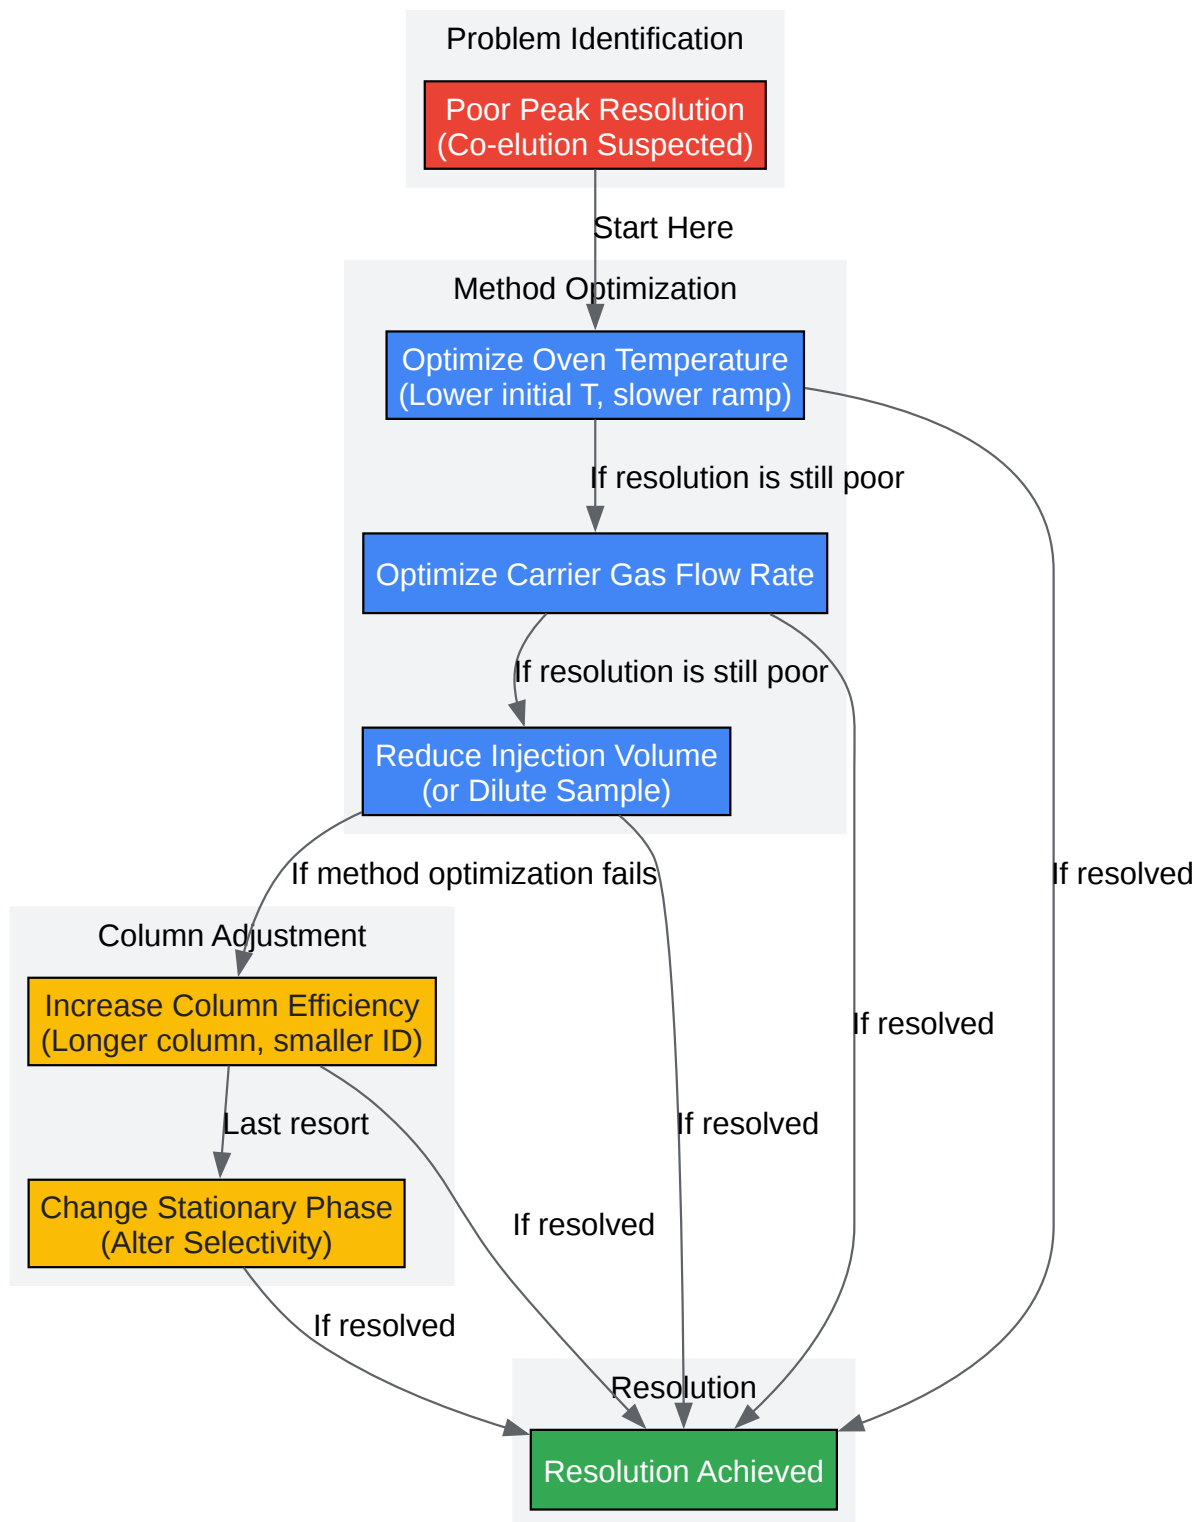 Problem Identification
Poor Peak Resolution
(Co-elution Suspected)
Start Here
Method Optimization
Optimize Oven Temperature
(Lower initial T, slower ramp)
If resolution is still poor
Optimize Carrier Gas Flow Rate
If resolution is still poor
Reduce Injection Volume
(or Dilute Sample)
If method optimization fails
If resolved
Column Adjustment
Increase Column Efficiency
(Longer column, smaller ID)
If resolved
Last resort
If resolved
Change Stationary Phase
(Alter Selectivity)
If resolved
If resolved
Resolution
Resolution Achieved